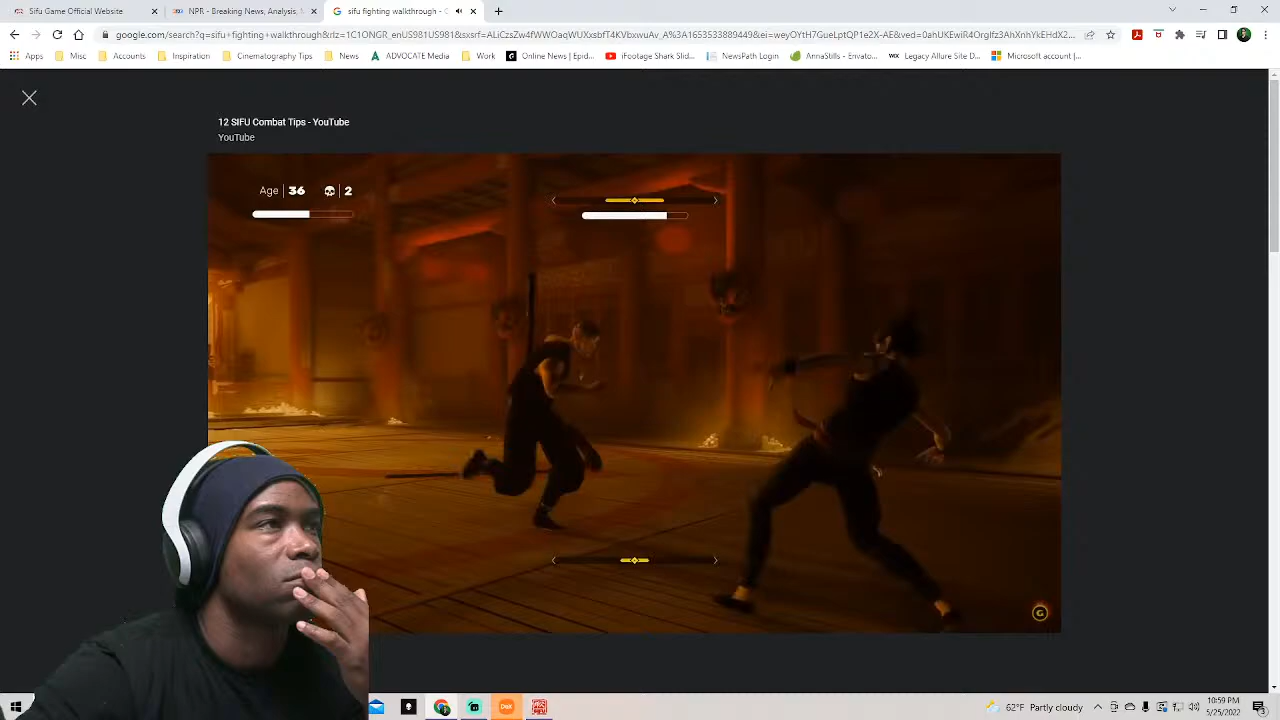 Sifu Game Official Website
NPR - Breaking News, Analysis,
sifu fighting walkthrough - G
Apps
Accounts
Inspiration
Cinematography Tips
News
ADVOCATE Media
Work
Online News | Epid...
iFootage Shark Slid...
NewsPath Login
AnnaStills - Envato...
WIX
Legacy Allure Site D...
Microsoft account |...
12 SIFU Combat Tips - YouTube
YouTube
Age 36 2
G
DeX
62°F Partly cloudy
10:59 PM
5/25/2022